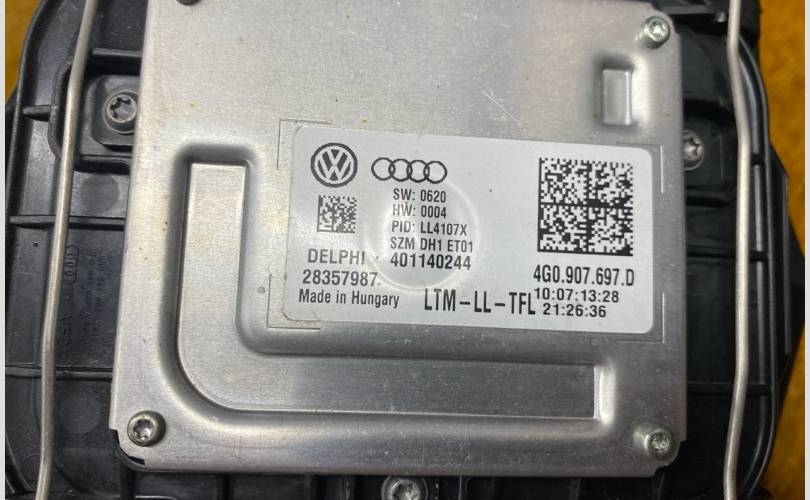 SW: 0620
HW: 0004
PID: LL4107X
SZM DH1 ET01
DELPHI · 401140244
28357987.
Made in Hungary
LTM-LL-TFL
4G0.907.697.D
10:07:13:28
21:26:36